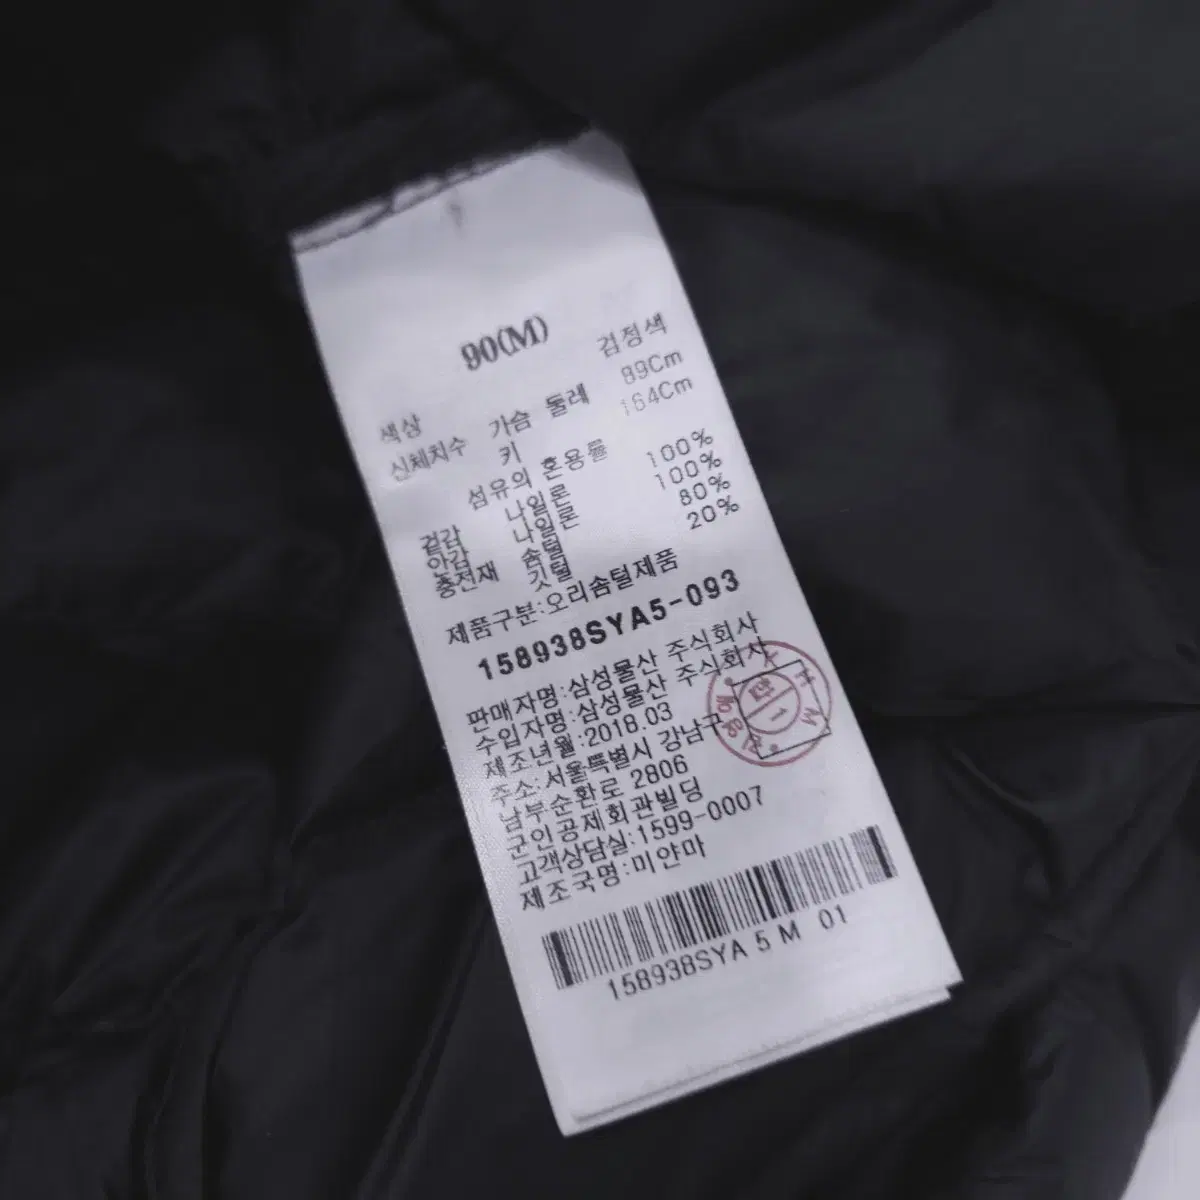 90(M)
색상 검정색
신체치수 가슴 둘레 89Cm
키 164Cm
섬유의 혼용률
겉감 나일론 100%
안감 나일론 100%
충전재 솜털 80%
깃털 20%
제품구분:오리솜털제품
158938SYA5-093
판매자명:삼성물산 주식회사
수입자명:삼성물산 주식회사
제조년월:2018.03
주소:서울특별시 강남구
남부순환로 2806
군인공제회관빌딩
고객상담실:1599-0007
제조국명:미얀마
158938SYA 5 M 01